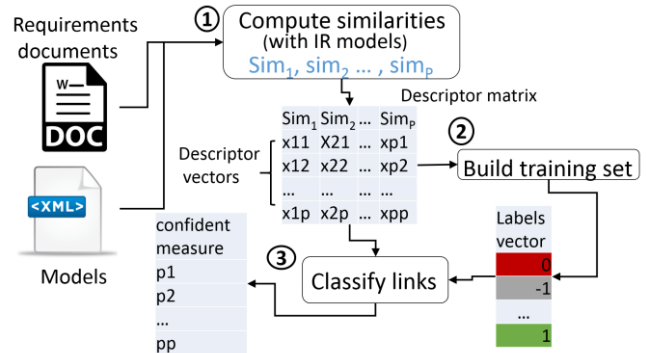 Requirements
documents
W
DOC
<XML>
Models
1
Compute similarities
(with IR models)
Sim1, sim2 ... , simP
Descriptor matrix
Sim1 Sim2 ... SimP
x11 X21 ... xp1
x12 x22 ... xp2
... ... ...
x1p x2p ... xpp
Descriptor
vectors
2
Build training set
Labels
vector
0
-1
...
1
3
Classify links
confident
measure
p1
p2
...
pp